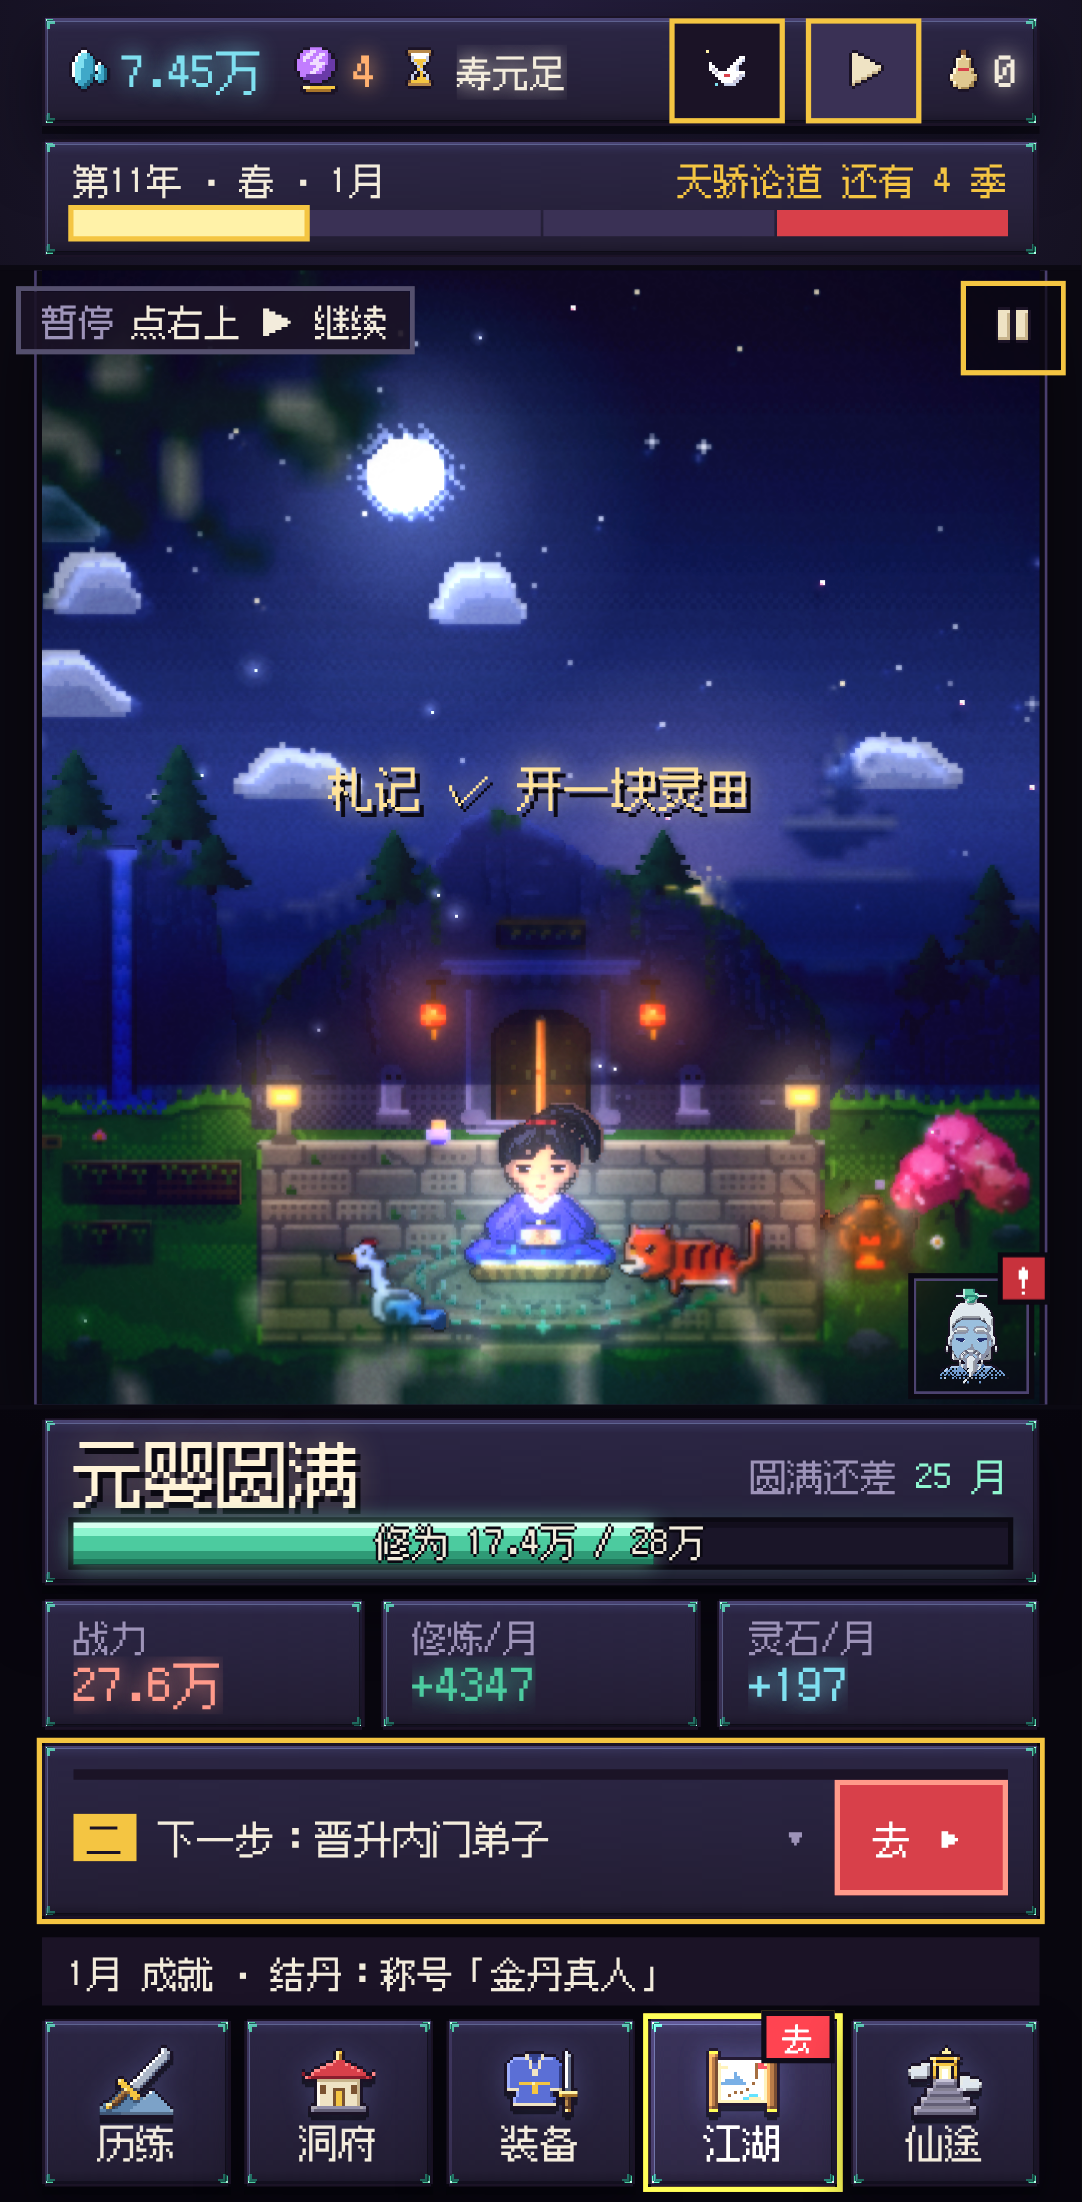 7.45万 4 寿元足 0
第11年 · 春 · 1月 天骄论道 还有 4 季
暂停 点右上 ▶ 继续
札记 ✓ 开一块灵田
!
元婴圆满 圆满还差 25 月
修为 17.4万 / 28万
战力 修炼/月 灵石/月
27.6万 +4347 +197
二 下一步：晋升内门弟子 ▼ 去 ▶
1月 成就 · 结丹：称号「金丹真人」
去
历练 洞府 装备 江湖 仙途